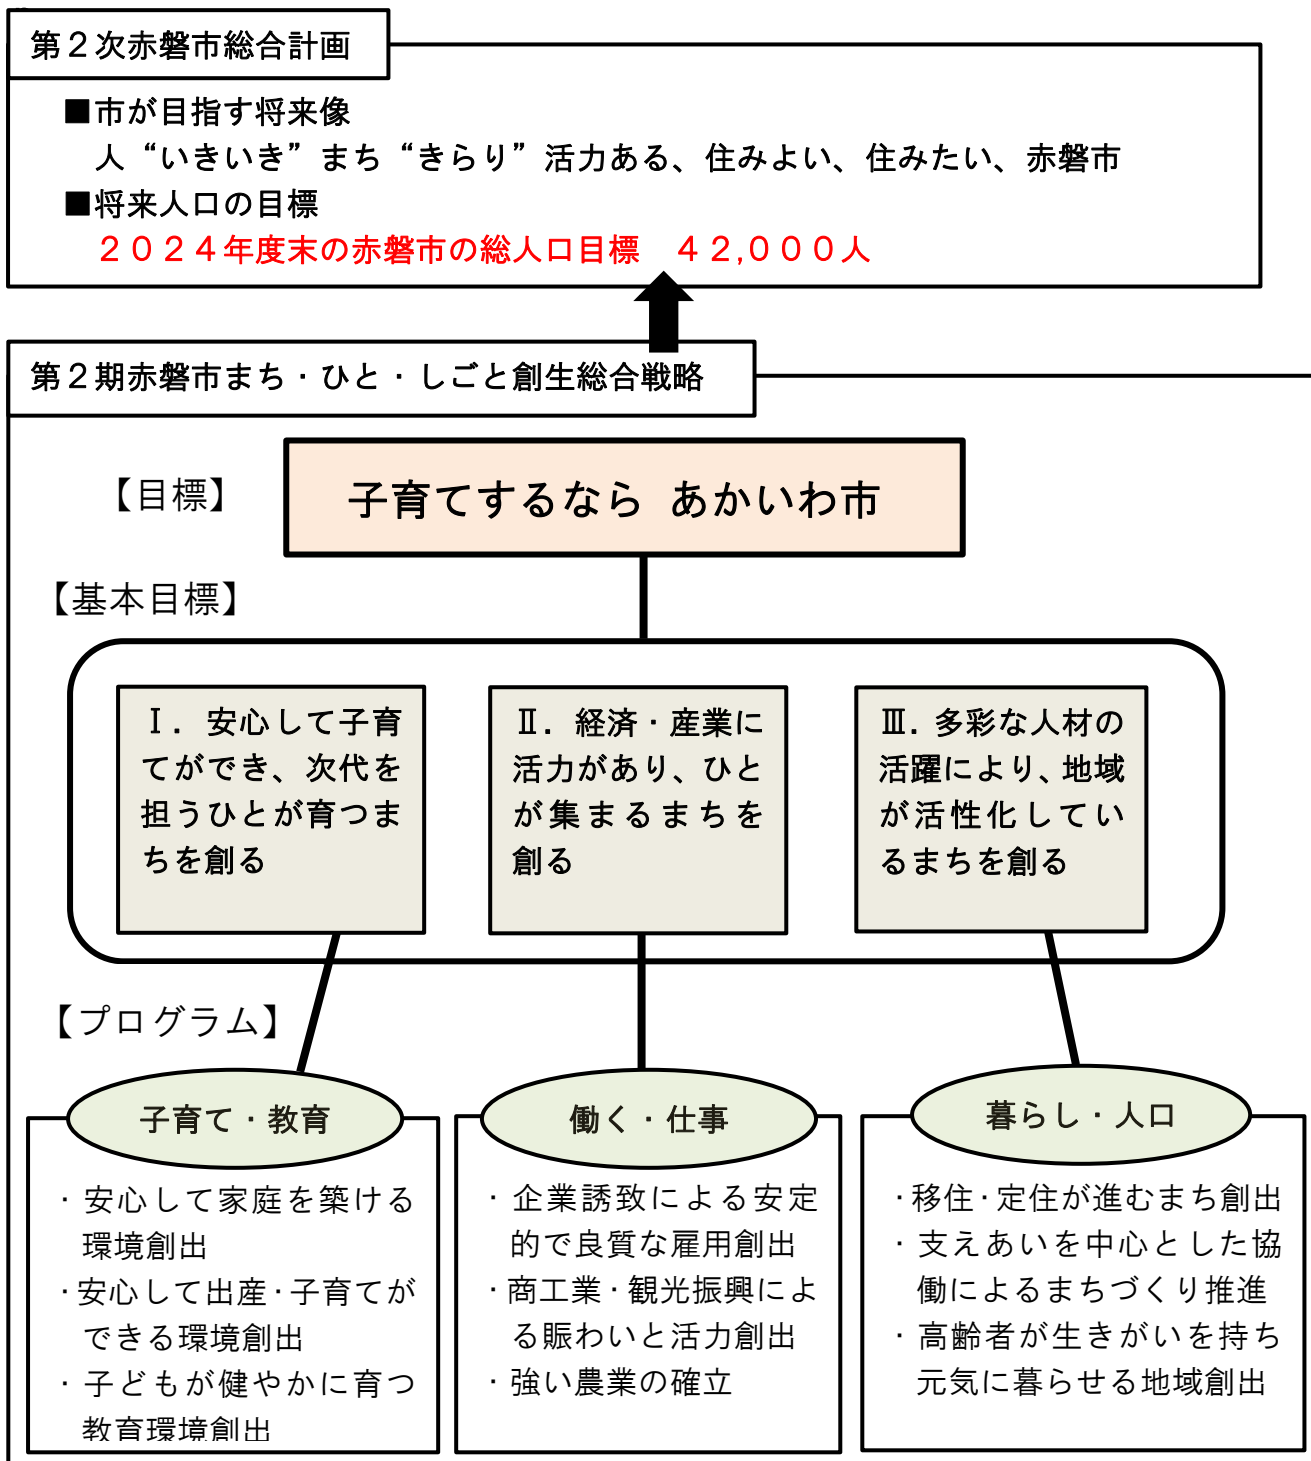 第２次赤磐市総合計画
■市が目指す将来像
人“いきいき”まち“きらり”活力ある、住みよい、住みたい、赤磐市
■将来人口の目標
２０２４年度末の赤磐市の総人口目標　４２,０００人
第２期赤磐市まち・ひと・しごと創生総合戦略
【目標】
子育てするなら あかいわ市
【基本目標】
Ⅰ．安心して子育
てができ、次代を
担うひとが育つま
ちを創る
Ⅱ．経済・産業に
活力があり、ひと
が集まるまちを
創る
Ⅲ．多彩な人材の
活躍により、地域
が活性化してい
るまちを創る
【プログラム】
子育て・教育
・安心して家庭を築ける
環境創出
・安心して出産・子育てが
できる環境創出
・子どもが健やかに育つ
教育環境創出
働く・仕事
・企業誘致による安定
的で良質な雇用創出
・商工業・観光振興によ
る賑わいと活力創出
・強い農業の確立
暮らし・人口
・移住・定住が進むまち創出
・支えあいを中心とした協
働によるまちづくり推進
・高齢者が生きがいを持ち
元気に暮らせる地域創出